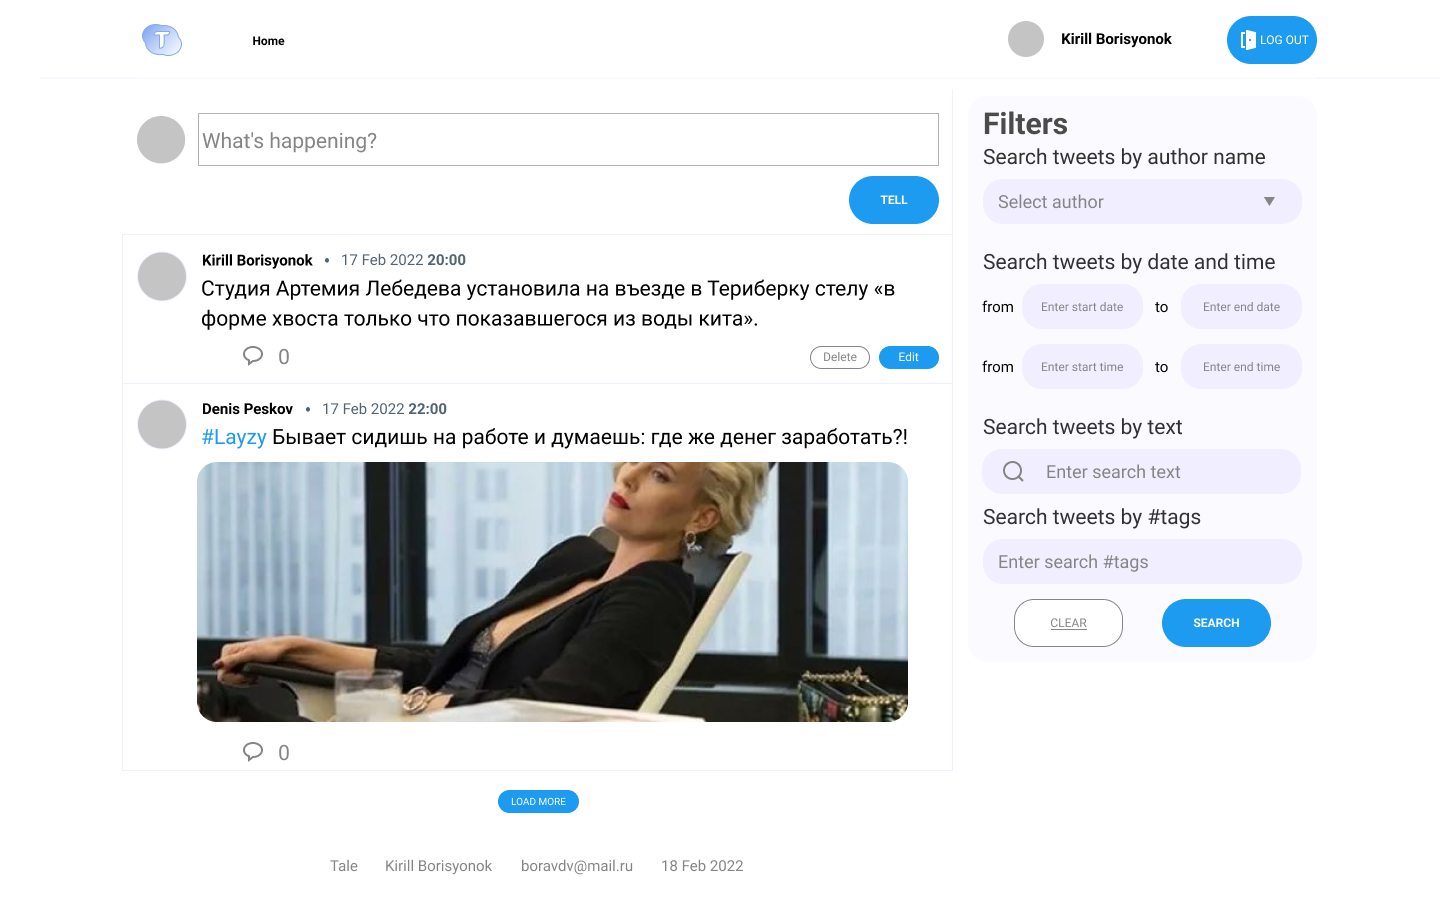 T
Home
Kirill Borisyonok
LOG OUT
What's happening?
TELL
Kirill Borisyonok • 17 Feb 2022 20:00
Студия Артемия Лебедева установила на въезде в Териберку стелу «в
форме хвоста только что показавшегося из воды кита».
0
Delete
Edit
Denis Peskov • 17 Feb 2022 22:00
#Layzy Бывает сидишь на работе и думаешь: где же денег заработать?!
0
LOAD MORE
Filters
Search tweets by author name
Select author
Search tweets by date and time
from Enter start date to Enter end date
from Enter start time to Enter end time
Search tweets by text
Enter search text
Search tweets by #tags
Enter search #tags
CLEAR
SEARCH
Tale Kirill Borisyonok boravdv@mail.ru 18 Feb 2022